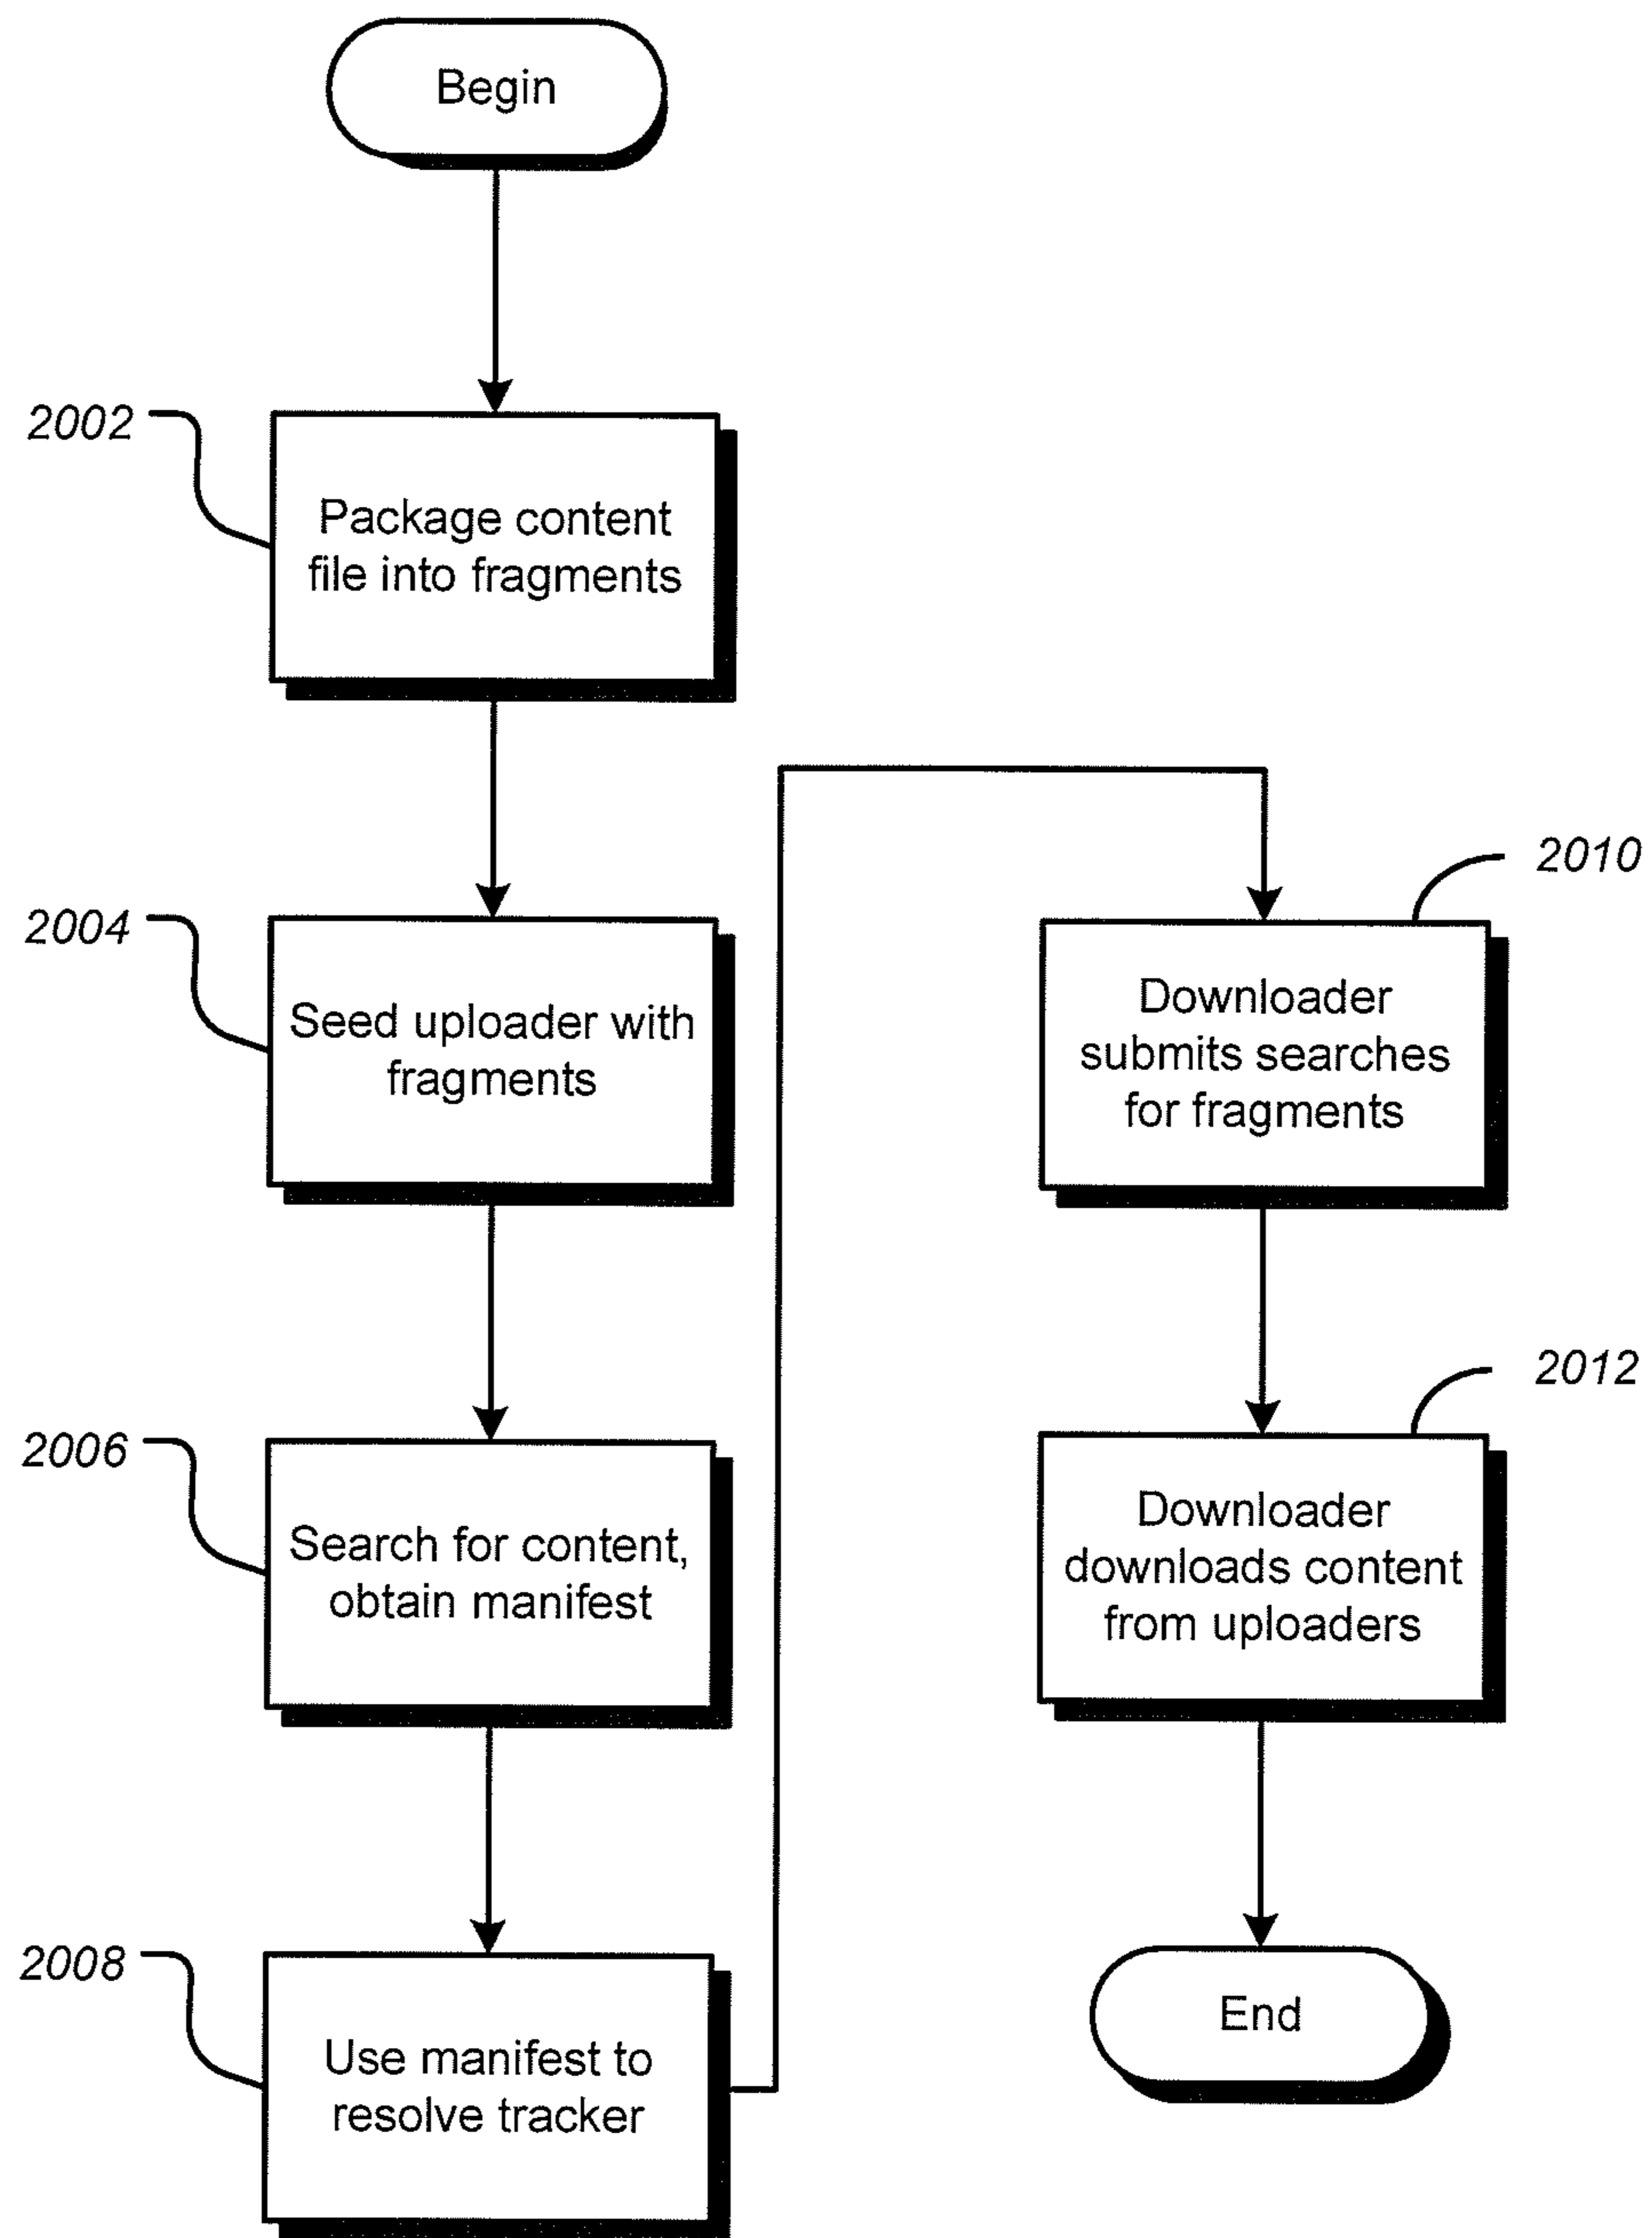 Begin
2002
Package content
file into fragments
2004
Seed uploader with
fragments
2006
Search for content,
obtain manifest
2008
Use manifest to
resolve tracker
2010
Downloader
submits searches
for fragments
2012
Downloader
downloads content
from uploaders
End